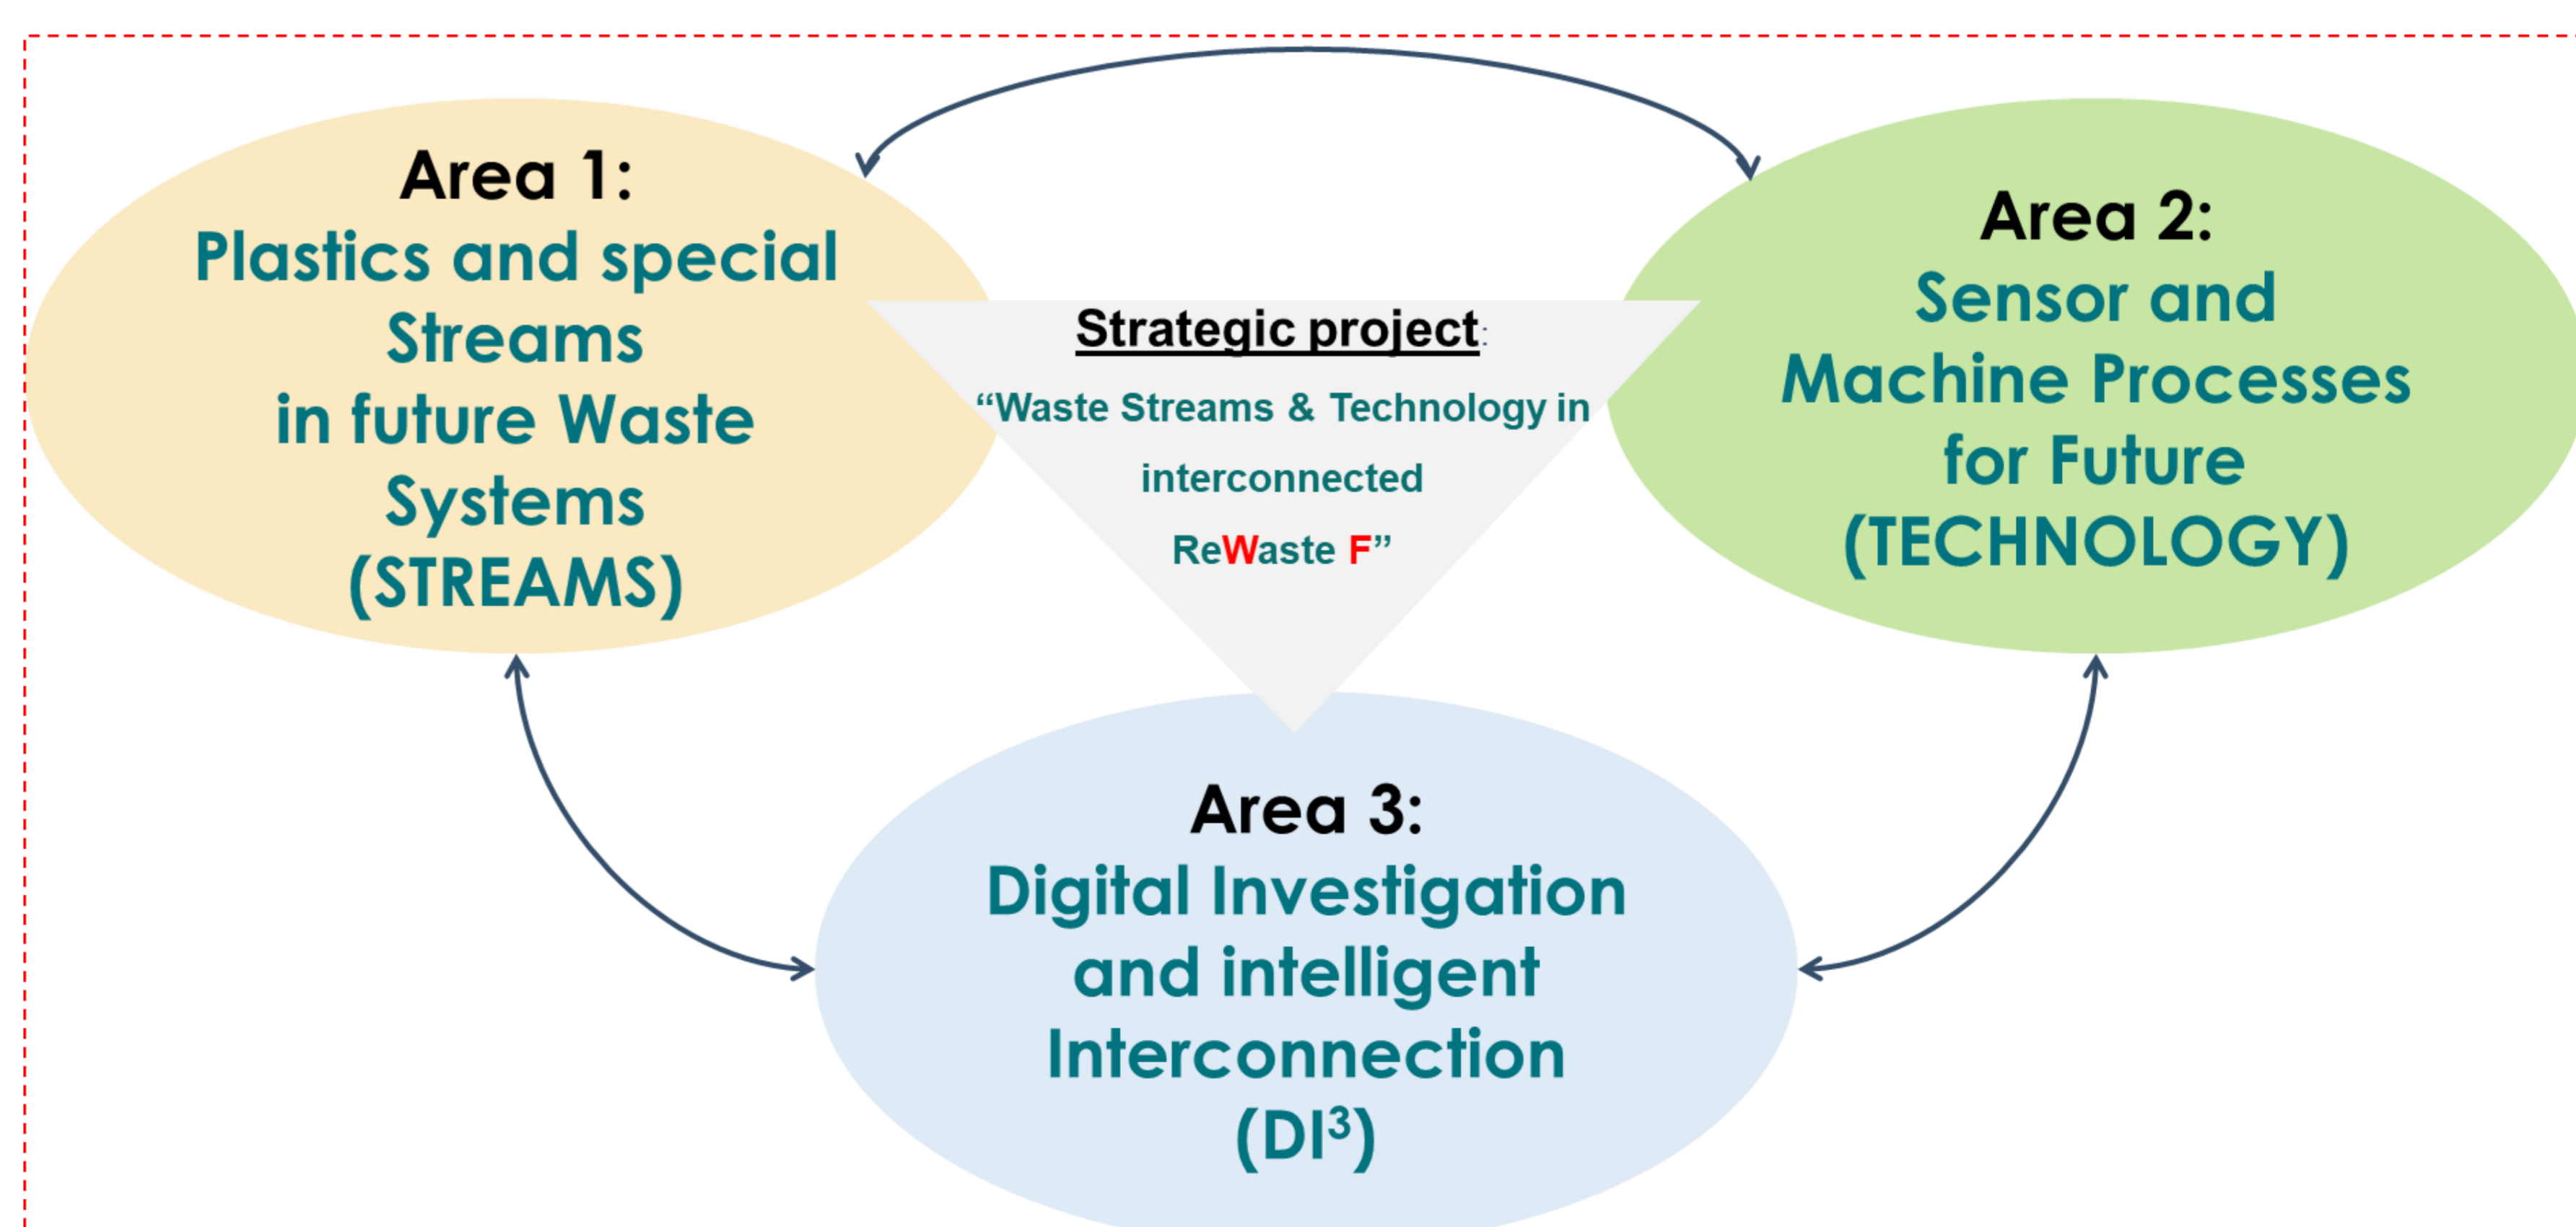 Area 1:
Plastics and special
Streams
in future Waste
Systems
(STREAMS)
Strategic project:
“Waste Streams & Technology in
interconnected
ReWaste F”
Area 2:
Sensor and
Machine Processes
for Future
(TECHNOLOGY)
Area 3:
Digital Investigation
and intelligent
Interconnection
(DI³)